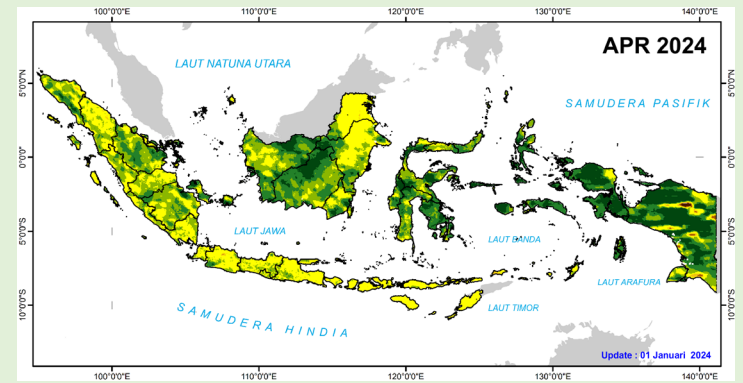 100°0'0"E 110°0'0"E 120°0'0"E 130°0'0"E 140°0'0"E
APR 2024
LAUT NATUNA UTARA
5°0'0"N 5°0'0"N
SAMUDERA PASIFIK
0°0'0" 0°0'0"
LAUT JAWA
LAUT BANDA
5°0'0"S 5°0'0"S
LAUT ARAFURA
SAMUDERA HINDIA
LAUT TIMOR
10°0'0"S 10°0'0"S
Update : 01 Januari 2024
100°0'0"E 110°0'0"E 120°0'0"E 130°0'0"E 140°0'0"E